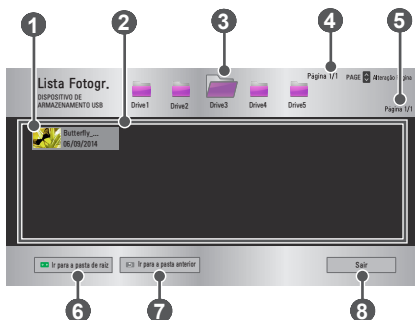 1
2
3
4
5
Lista Fotogr.
DISPOSITIVO DE
ARMAZENAMENTO USB
Drive1
Drive2
Drive3
Drive4
Drive5
Página 1/1
PAGE
Alteração Página
Página 1/1
Butterfly_...
06/09/2014
Ir para a pasta de raiz
Ir para a pasta anterior
Sair
6
7
8